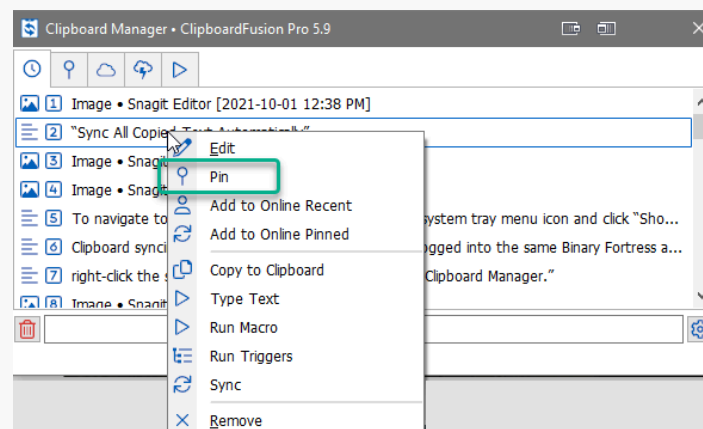 Clipboard Manager • ClipboardFusion Pro 5.9
1 Image • Snagit Editor [2021-10-01 12:38 PM]
2 “Sync All Copied Text Automatically”
3 Image • Snag
4 Image • Snagit
5 To navigate to
6 Clipboard synci
7 right-click the s
8 Image • Snagit
Edit
Pin
Add to Online Recent
Add to Online Pinned
Copy to Clipboard
Type Text
Run Macro
Run Triggers
Sync
Remove
system tray menu icon and click “Sho...
ogged into the same Binary Fortress a...
Clipboard Manager.”